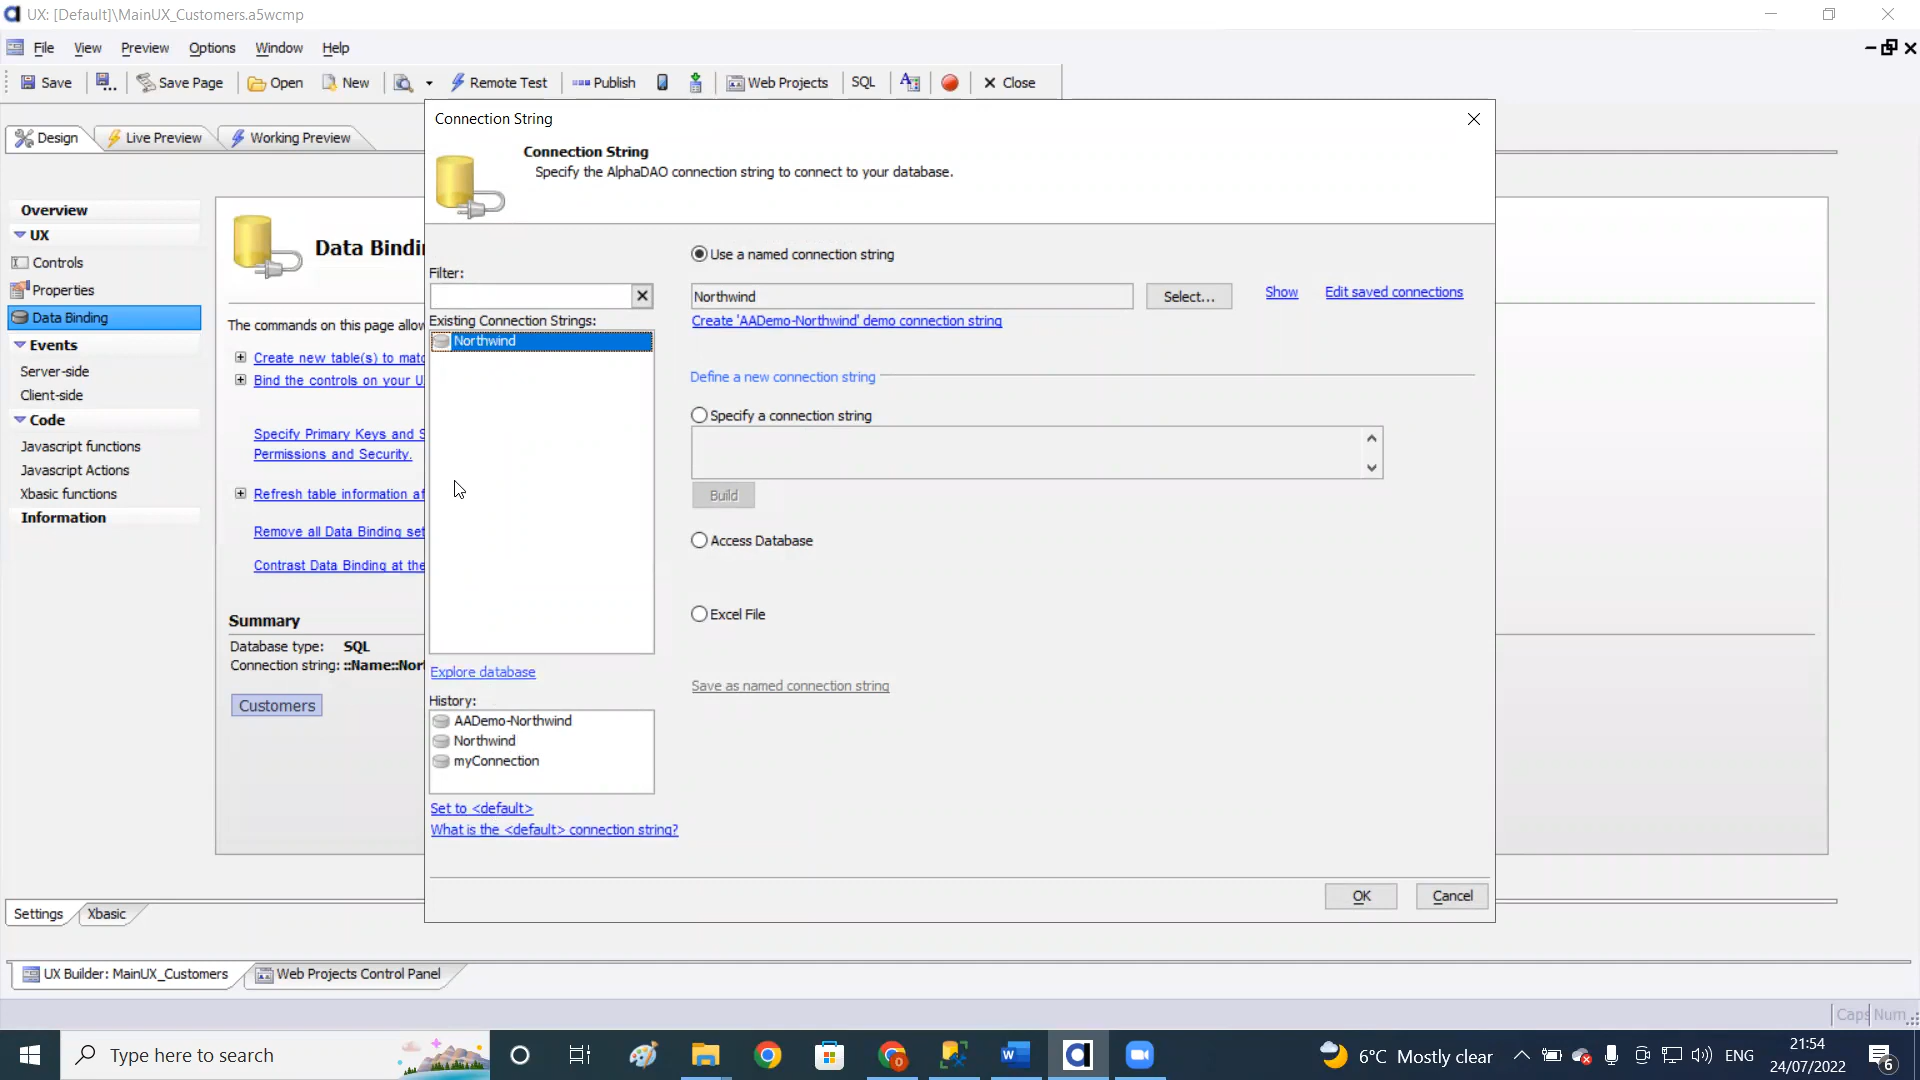 UX: [Default]\MainUX_Customers.a5wcmp
File View Preview Options Window Help
Save Save Page Open New Remote Test Publish Web Projects SQL Close
Design Live Preview Working Preview
Overview
UX
Controls
Properties
Data Binding
Events
Server-side
Client-side
Code
Javascript functions
Javascript Actions
Xbasic functions
Information
Data Bindi
The commands on this page allow
Create new table(s) to matc
Bind the controls on your U
Specify Primary Keys and S
Permissions and Security.
Refresh table information af
Remove all Data Binding set
Contrast Data Binding at the
Summary
Database type: SQL
Connection string: ::Name::Nor
Customers
Connection String
Connection String
Specify the AlphaDAO connection string to connect to your database.
Filter:
Existing Connection Strings:
Northwind
Explore database
History:
AADemo-Northwind
Northwind
myConnection
Set to <default>
What is the <default> connection string?
Use a named connection string
Northwind Select... Show Edit saved connections
Create 'AADemo-Northwind' demo connection string
Define a new connection string
Specify a connection string
Build
Access Database
Excel File
Save as named connection string
OK Cancel
Settings Xbasic
UX Builder: MainUX_Customers Web Projects Control Panel
Caps Num
Type here to search
6°C Mostly clear ENG
21:54
24/07/2022
6